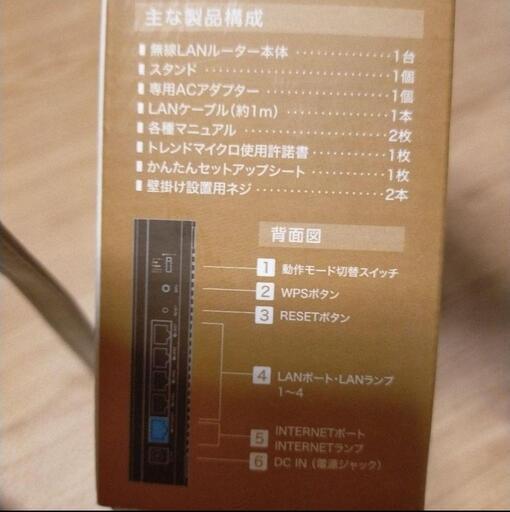 主な製品構成
■ 無線LANルーター本体 ・・・・・・・・・・・・ 1台
■ スタンド ・・・・・・・・・・・・・・・・・・・・ 1個
■ 専用ACアダプター ・・・・・・・・・・・・・・ 1個
■ LANケーブル(約1m) ・・・・・・・・・・・・ 1本
■ 各種マニュアル ・・・・・・・・・・・・・・・・ 2枚
■ トレンドマイクロ使用許諾書 ・・・・・・・・ 1枚
■ かんたんセットアップシート ・・・・・・・・ 1枚
■ 壁掛け設置用ネジ ・・・・・・・・・・・・・・ 2本
背面図
1 動作モード切替スイッチ
2 WPSボタン
3 RESETボタン
4 LANポート・LANランプ
1〜4
5 INTERNETポート
INTERNETランプ
6 DC IN（電源ジャック）